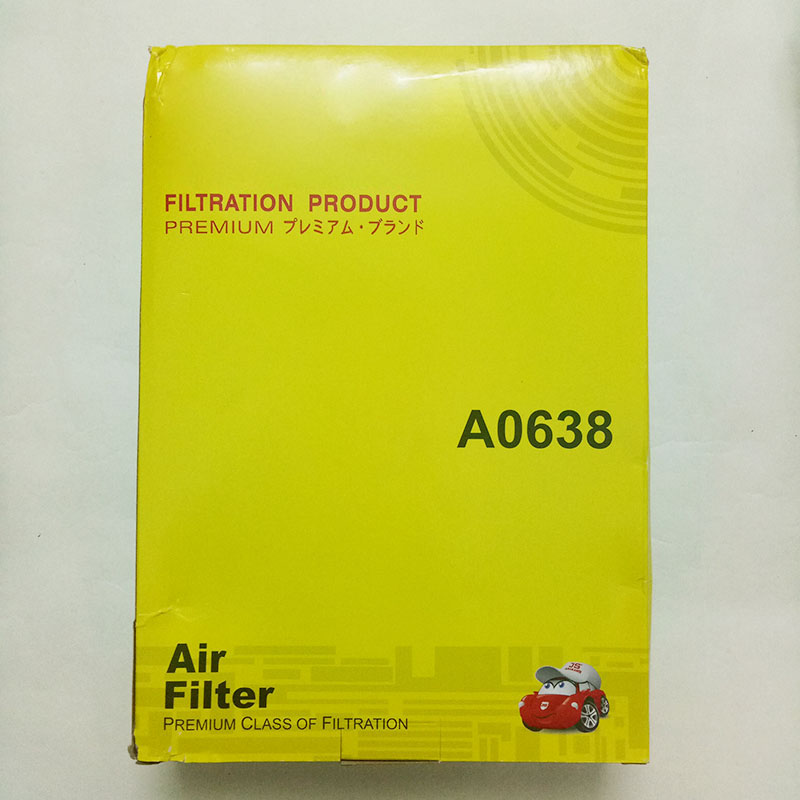 FILTRATION PRODUCT
PREMIUM プレミアム・ブランド
A0638
Air
Filter
PREMIUM CLASS OF FILTRATION
JS